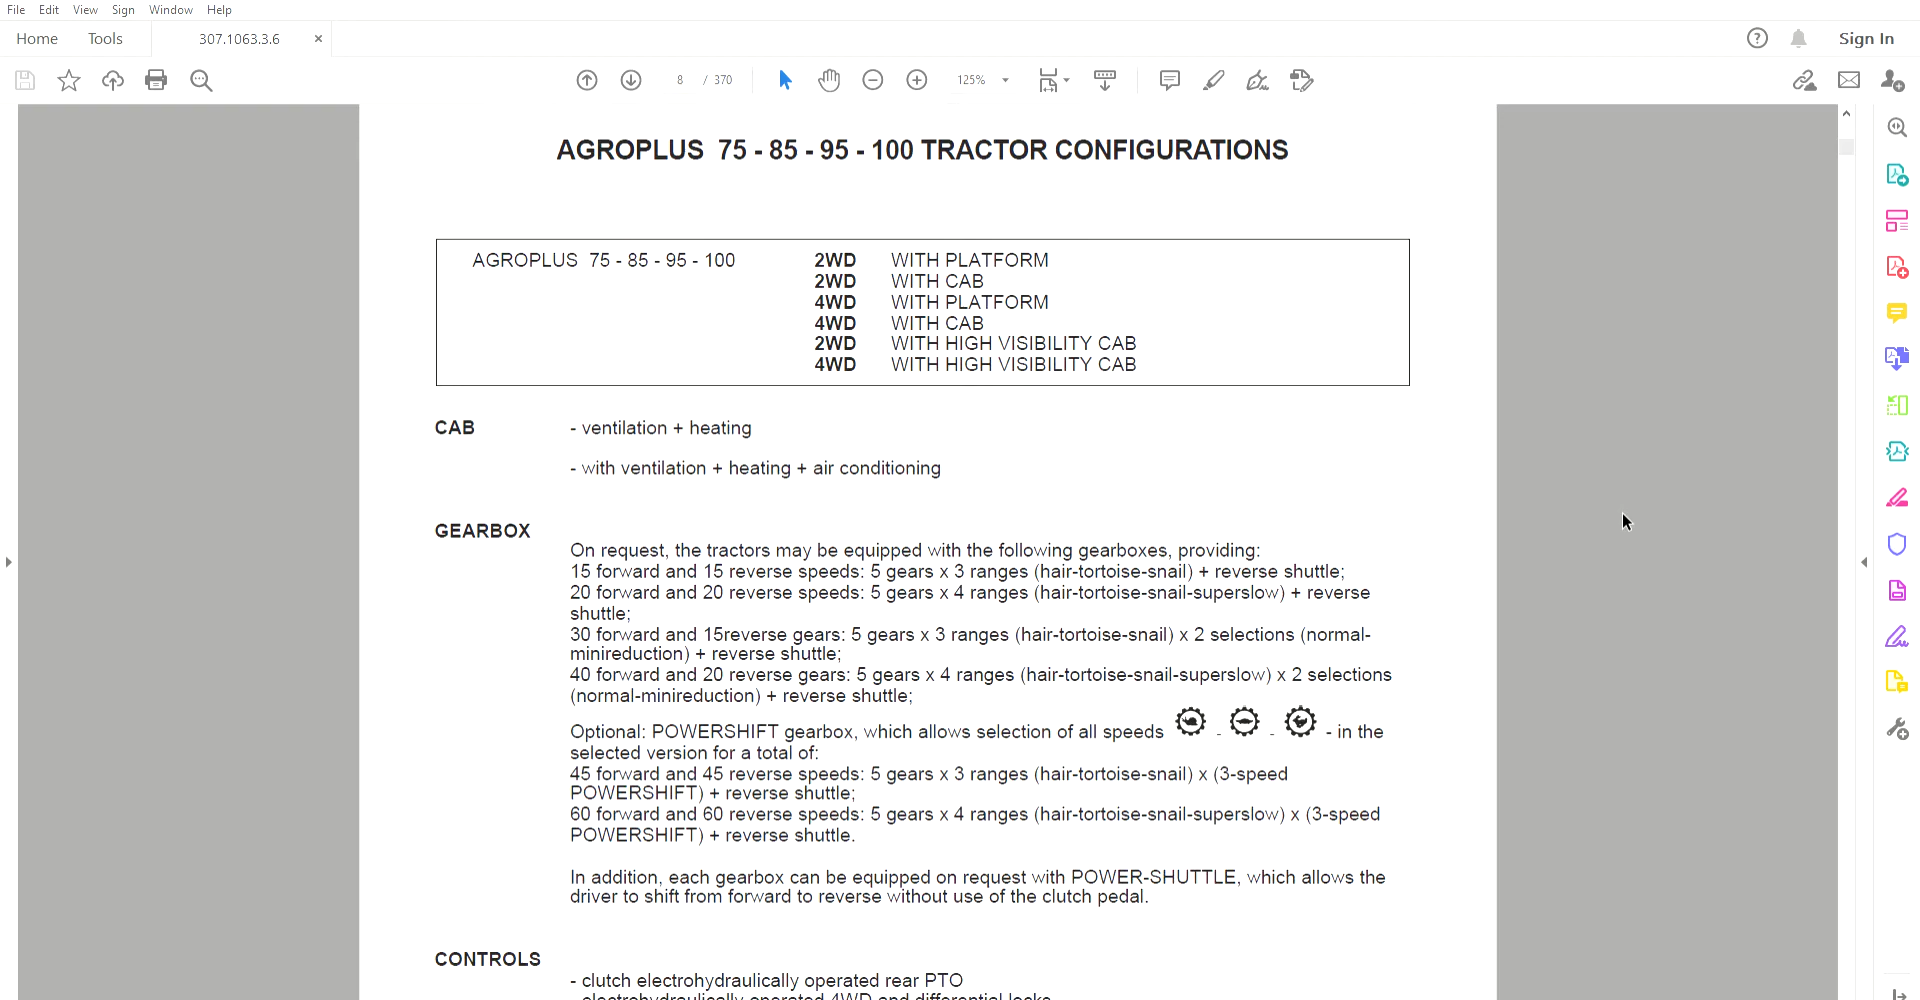 File Edit View Sign Window Help
Home Tools 307.1063.3.6 × Sign In
8 / 370 125%
AGROPLUS 75 - 85 - 95 - 100 TRACTOR CONFIGURATIONS
AGROPLUS 75 - 85 - 95 - 100 2WD WITH PLATFORM
2WD WITH CAB
4WD WITH PLATFORM
4WD WITH CAB
2WD WITH HIGH VISIBILITY CAB
4WD WITH HIGH VISIBILITY CAB
CAB - ventilation + heating
- with ventilation + heating + air conditioning
GEARBOX
On request, the tractors may be equipped with the following gearboxes, providing:
15 forward and 15 reverse speeds: 5 gears x 3 ranges (hair-tortoise-snail) + reverse shuttle;
20 forward and 20 reverse speeds: 5 gears x 4 ranges (hair-tortoise-snail-superslow) + reverse
shuttle;
30 forward and 15reverse gears: 5 gears x 3 ranges (hair-tortoise-snail) x 2 selections (normal-
minireduction) + reverse shuttle;
40 forward and 20 reverse gears: 5 gears x 4 ranges (hair-tortoise-snail-superslow) x 2 selections
(normal-minireduction) + reverse shuttle;
Optional: POWERSHIFT gearbox, which allows selection of all speeds - - - in the
selected version for a total of:
45 forward and 45 reverse speeds: 5 gears x 3 ranges (hair-tortoise-snail) x (3-speed
POWERSHIFT) + reverse shuttle;
60 forward and 60 reverse speeds: 5 gears x 4 ranges (hair-tortoise-snail-superslow) x (3-speed
POWERSHIFT) + reverse shuttle.
In addition, each gearbox can be equipped on request with POWER-SHUTTLE, which allows the
driver to shift from forward to reverse without use of the clutch pedal.
CONTROLS
- clutch electrohydraulically operated rear PTO
- electrohydraulically operated 4WD and differential locks